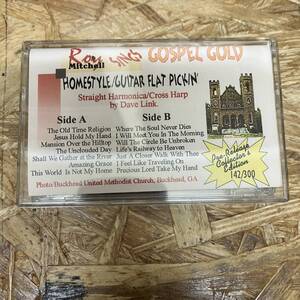 Roy Mitchell SINGS GOSPEL GOLD
HOMESTYLE/GUITAR FLAT PICKIN'
Straight Harmonica/Cross Harp
by Dave Link.
Side A
The Old Time Religion
Jesus Hold My Hand
Mansion Over the Hilltop
The Unclouded Day
Shall We Gather at the River
Amazing Grace
This World Is Not My Home
Side B
Where The Soul Never Dies
I Will Meet You In The Morning
Will The Circle Be Unbroken
Life's Railway to Heaven
Just A Closer Walk With Thee
I Feel Like Traveling On
Precious Lord Take My Hand
Photo/Buckhead United Methodist Church, Buckhead, GA
Pre Release
Collector's
Edition
142/300